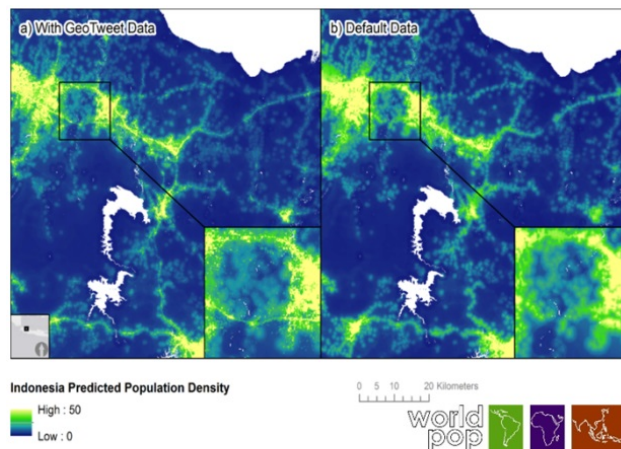 a) With GeoTweet Data
b) Default Data
Indonesia Predicted Population Density
High : 50
Low : 0
0 5 10 20 Kilometers
world
pop